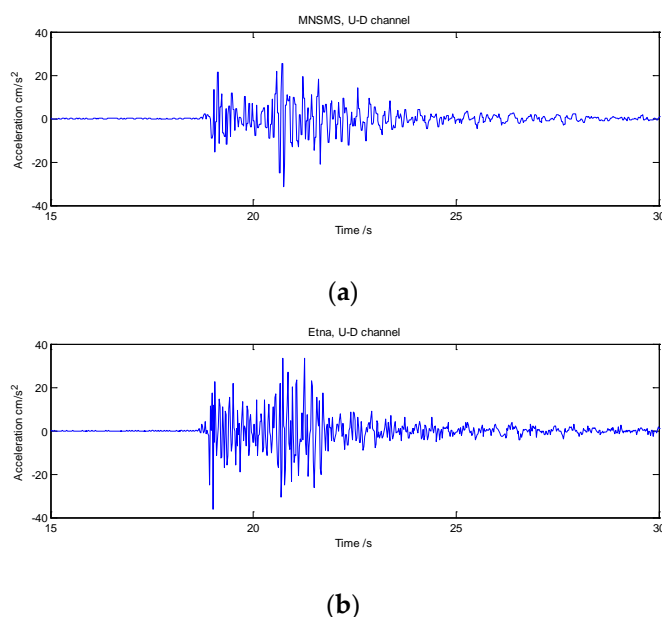 MNSMS, U-D channel
40
20
0
-20
-40
Acceleration cm/s²
15 20 25 30
Time /s
(a)
Etna, U-D channel
40
20
0
-20
-40
Acceleration cm/s²
15 20 25 30
Time /s
(b)